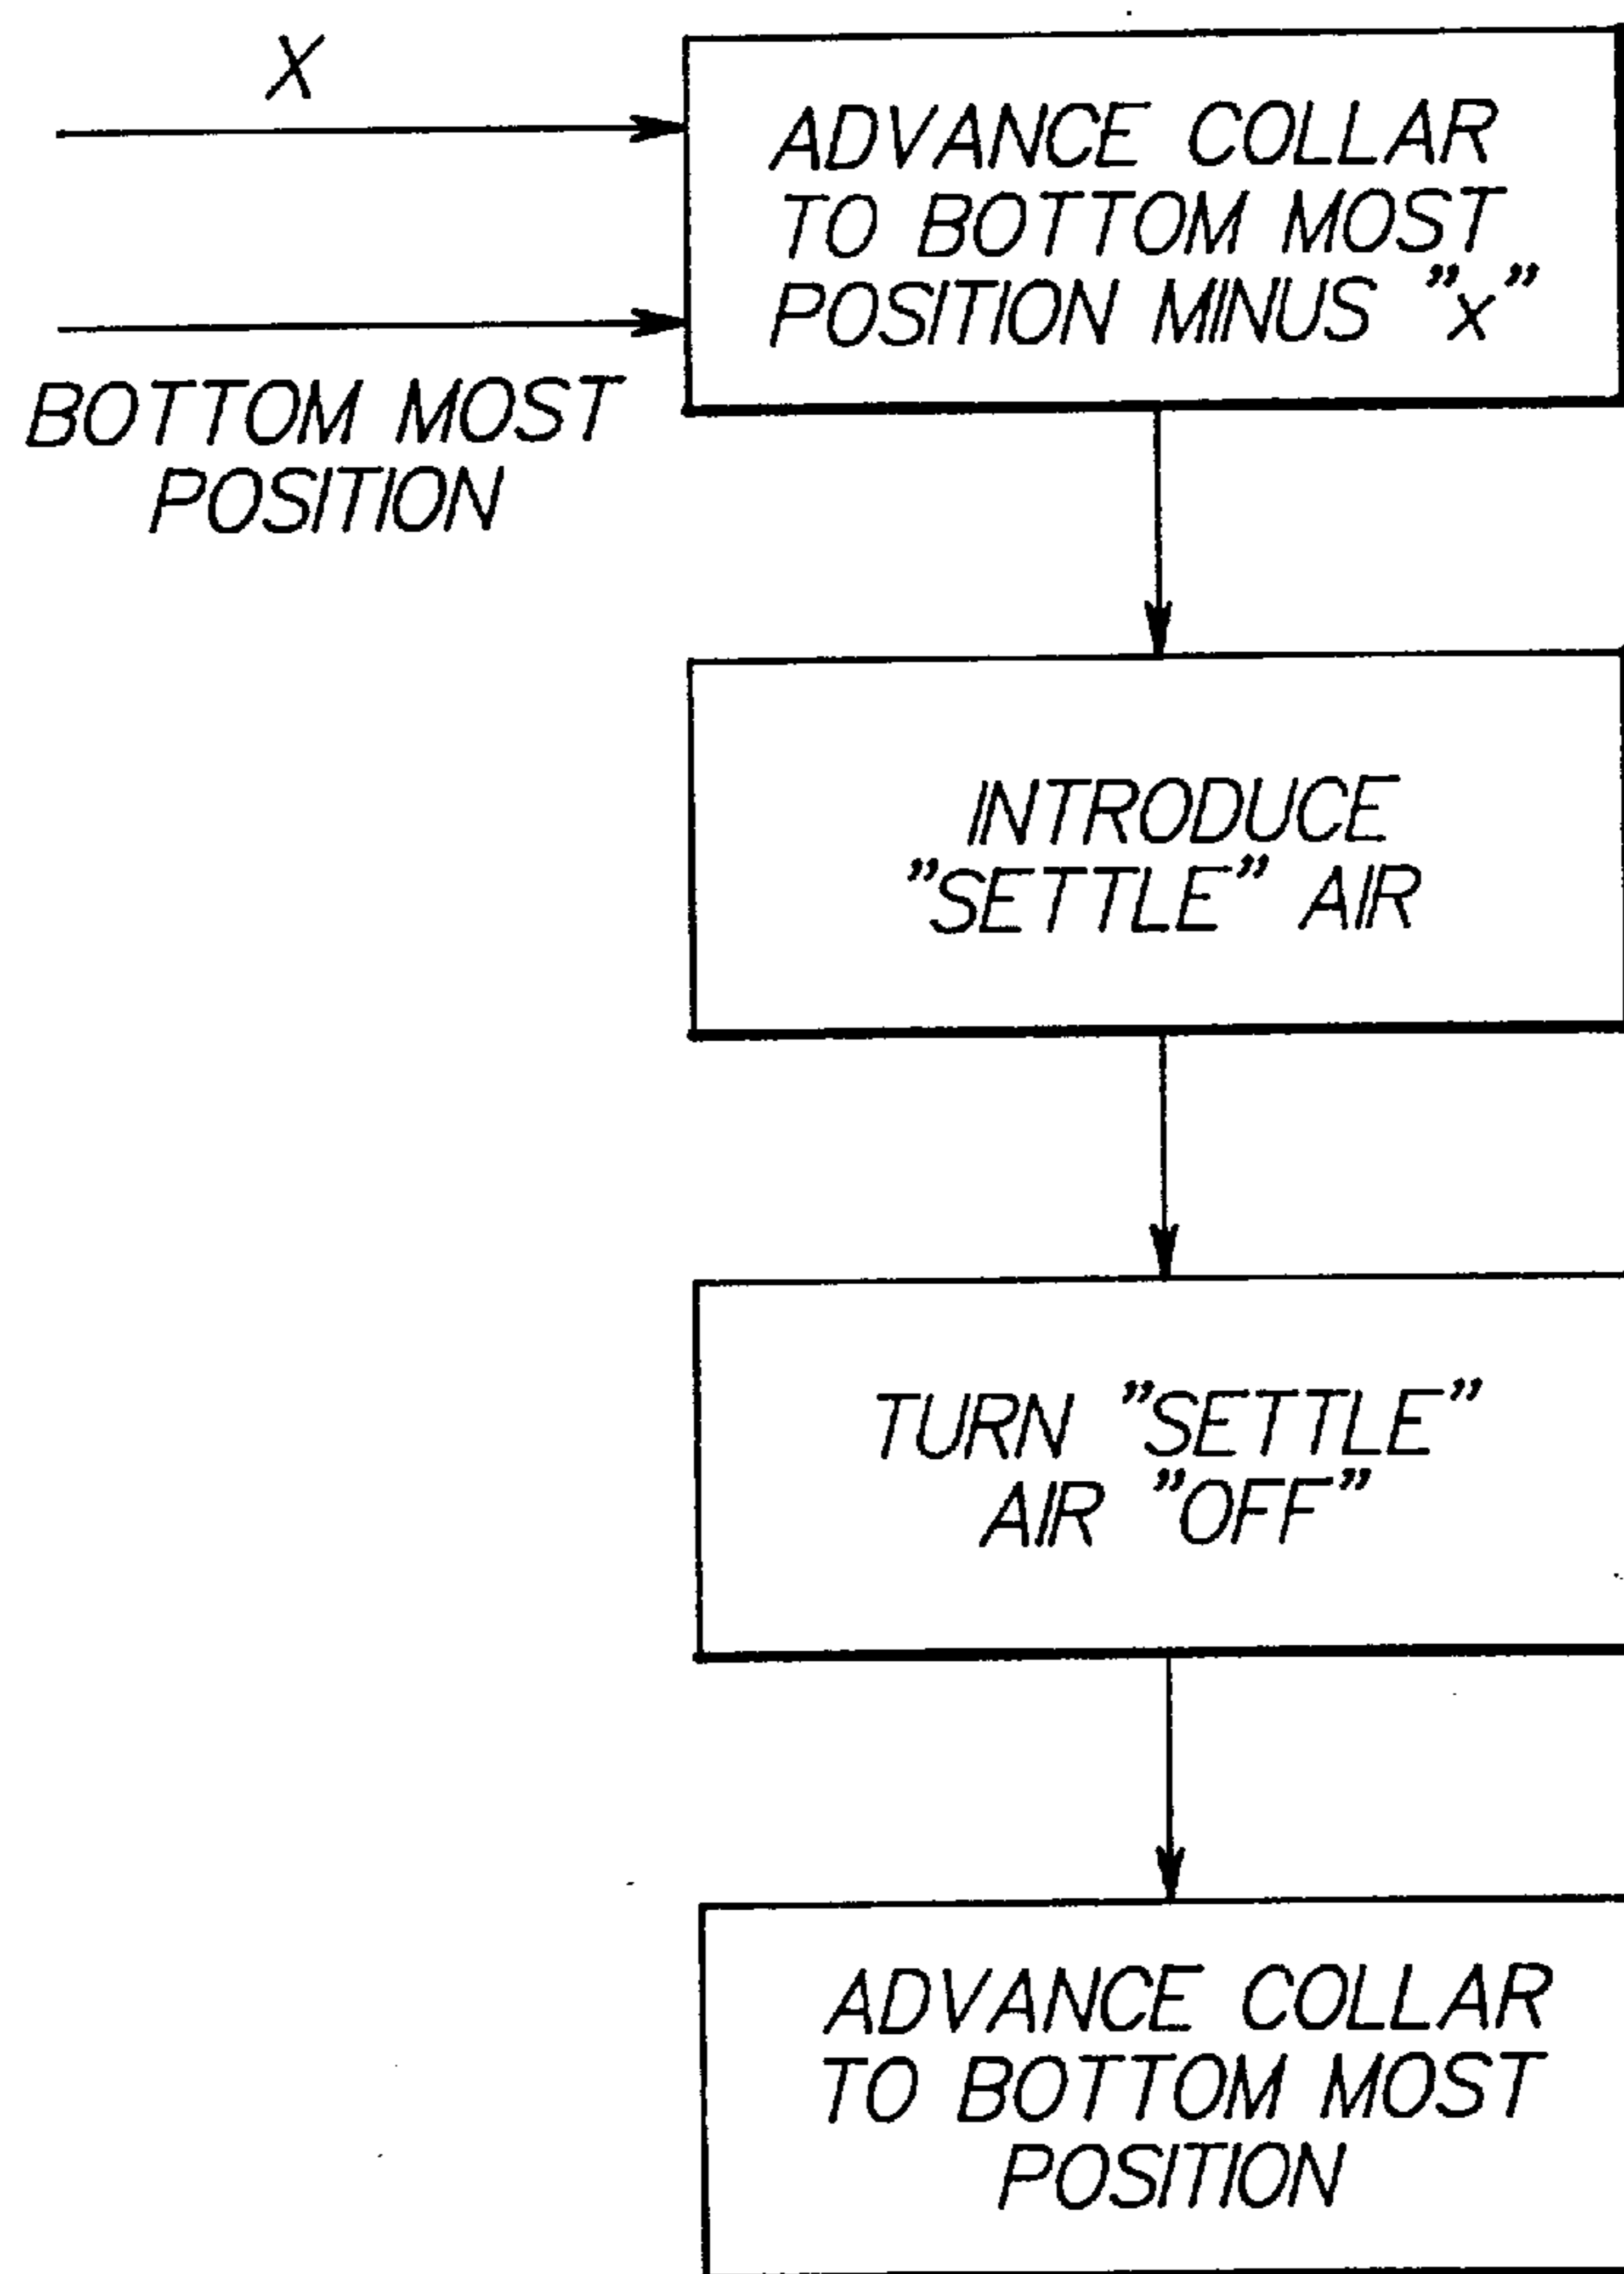 X
ADVANCE COLLAR
TO BOTTOM MOST
POSITION MINUS "x"
BOTTOM MOST
POSITION
INTRODUCE
"SETTLE" AIR
TURN "SETTLE"
AIR "OFF"
ADVANCE COLLAR
TO BOTTOM MOST
POSITION